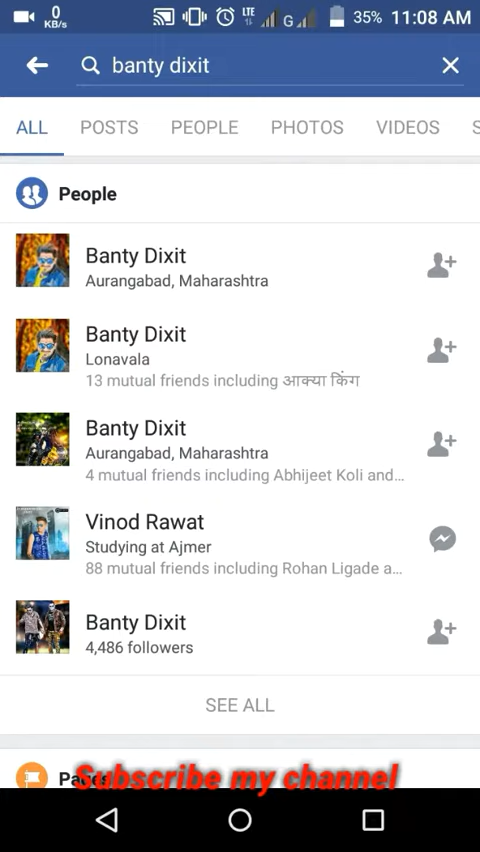 0
KB/s
LTE
G
35% 11:08 AM
banty dixit
ALL POSTS PEOPLE PHOTOS VIDEOS S
People
Banty Dixit
Aurangabad, Maharashtra
Banty Dixit
Lonavala
13 mutual friends including आक्या किंग
Banty Dixit
Aurangabad, Maharashtra
4 mutual friends including Abhijeet Koli and...
Vinod Rawat
Studying at Ajmer
88 mutual friends including Rohan Ligade a...
Banty Dixit
4,486 followers
SEE ALL
Pages
Subscribe my channel